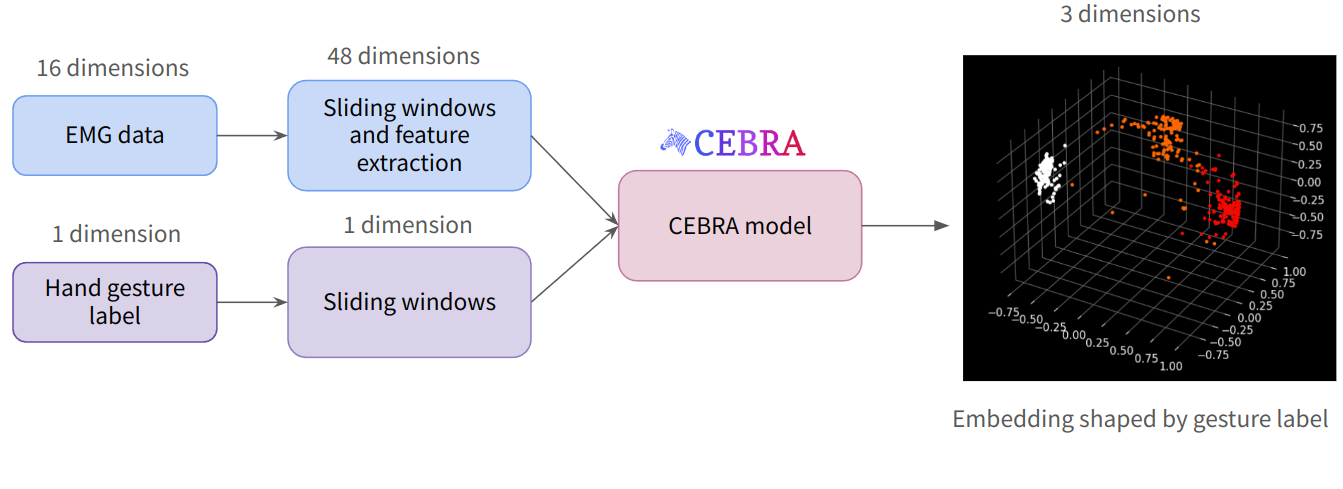 3 dimensions
48 dimensions
16 dimensions
EMG data
Sliding windows
and feature
extraction
CEBRA
1 dimension
1 dimension
Hand gesture
label
Sliding windows
CEBRA model
0.75
0.50
0.25
0.00
−0.25
−0.50
−0.75
1.00
0.75
0.50
0.25
0.00
−0.25
−0.50
−0.75
−0.75
−0.50
−0.25
0.00
0.25
0.50
0.75
1.00
Embedding shaped by gesture label